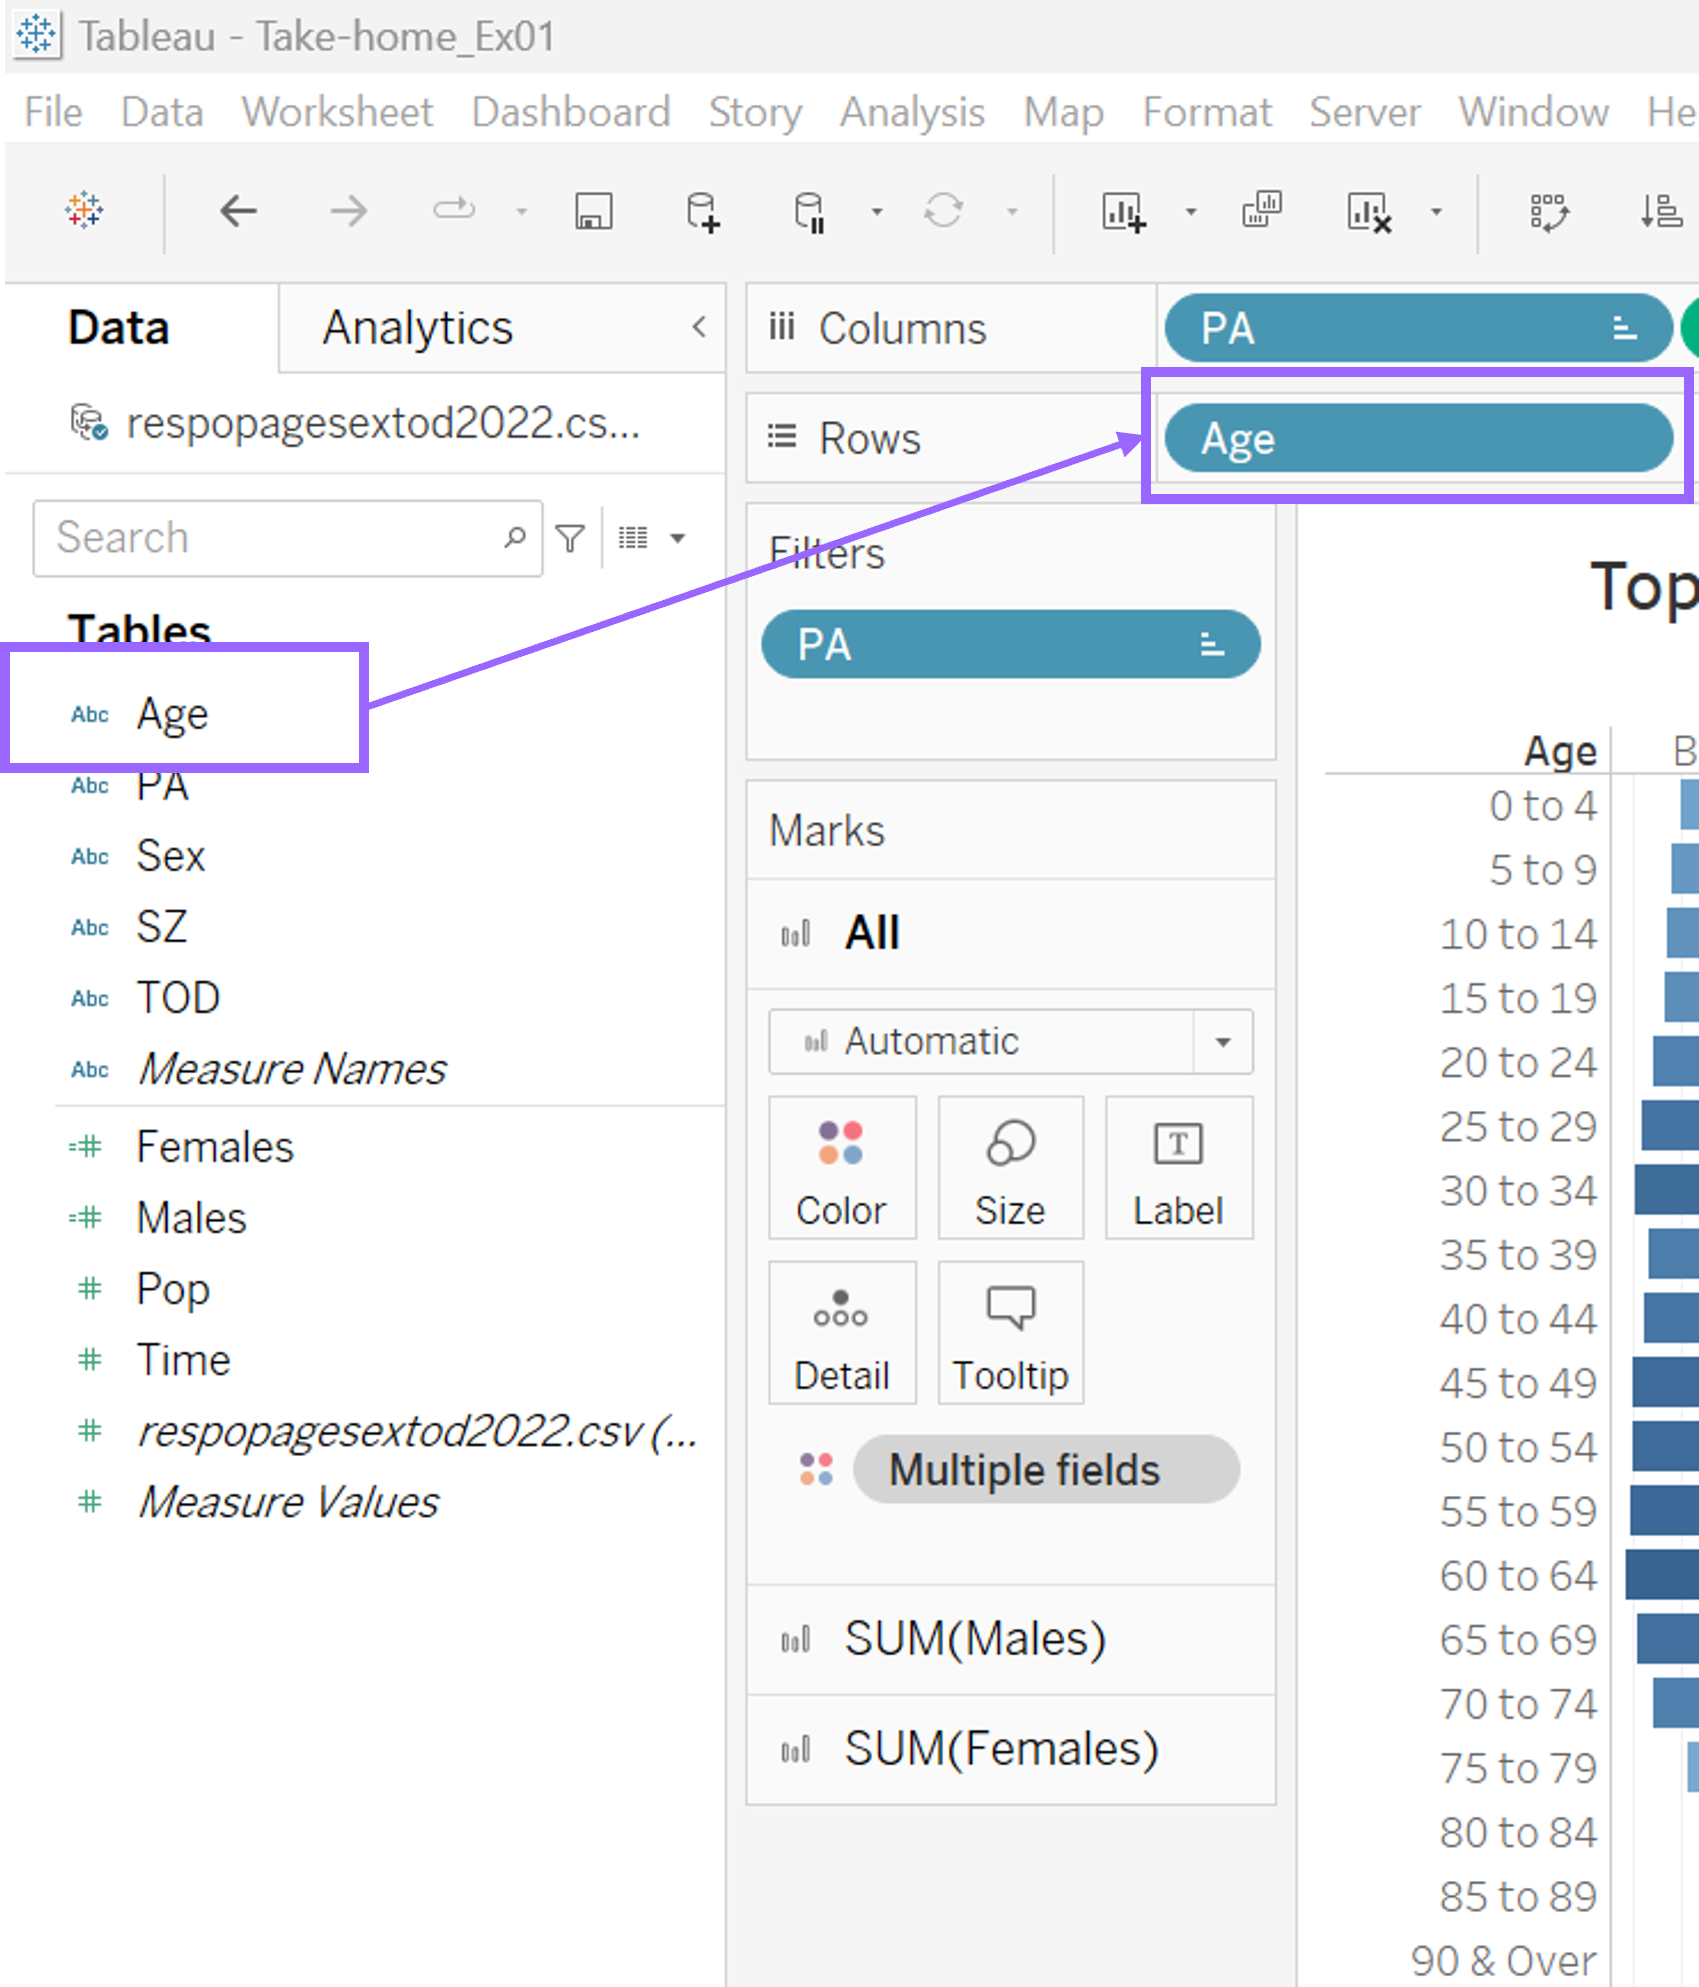 Tableau - Take-home_Ex01
File Data Worksheet Dashboard Story Analysis Map Format Server Window He
Data Analytics
respopagesextod2022.cs...
Search
Tables
Abc Age
Abc PA
Abc Sex
Abc SZ
Abc TOD
Abc Measure Names
=# Females
=# Males
# Pop
# Time
# respopagesextod2022.csv (...
# Measure Values
Columns PA
Rows Age
Filters
PA
Marks
All
Automatic
Color Size Label
Detail Tooltip
Multiple fields
SUM(Males)
SUM(Females)
Top
Age B
0 to 4
5 to 9
10 to 14
15 to 19
20 to 24
25 to 29
30 to 34
35 to 39
40 to 44
45 to 49
50 to 54
55 to 59
60 to 64
65 to 69
70 to 74
75 to 79
80 to 84
85 to 89
90 & Over